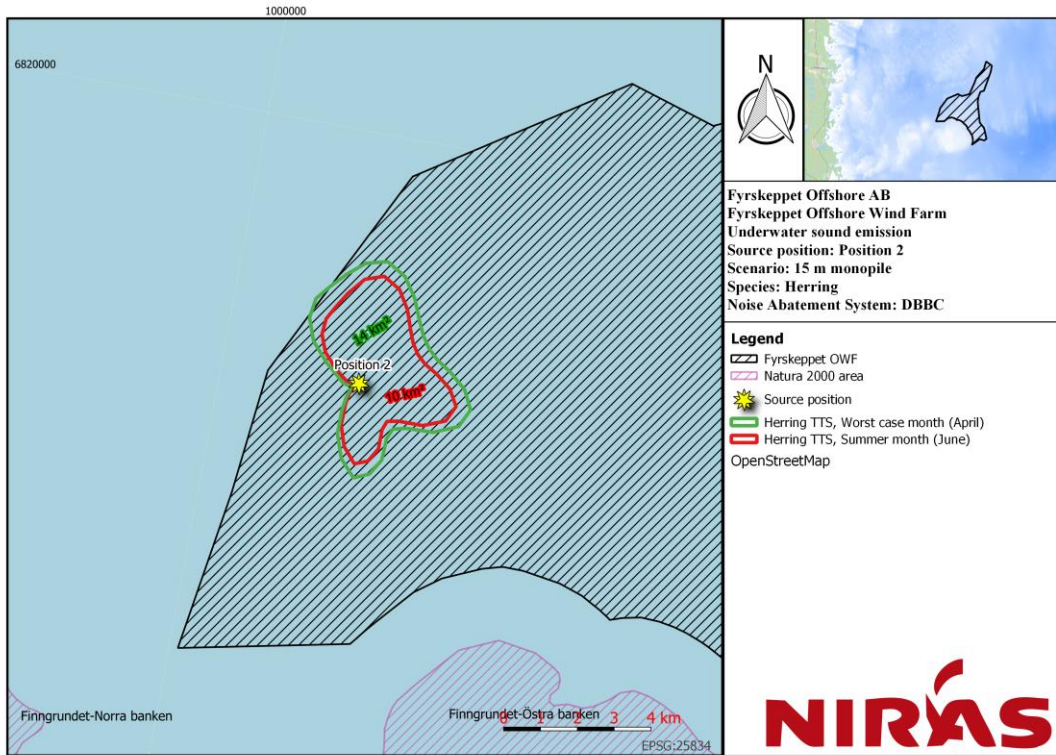 1000000
6820000
N
Fyrskeppet Offshore AB
Fyrskeppet Offshore Wind Farm
Underwater sound emission
Source position: Position 2
Scenario: 15 m monopile
Species: Herring
Noise Abatement System: DBBC
Legend
Fyrskeppet OWF
Natura 2000 area
Source position
Herring TTS, Worst case month (April)
Herring TTS, Summer month (June)
OpenStreetMap
14 km²
Position 2
10 km²
Finngrundet-Norra banken
Finngrundet-Östra banken
0 1 2 3 4 km
EPSG:25834
NIRAS